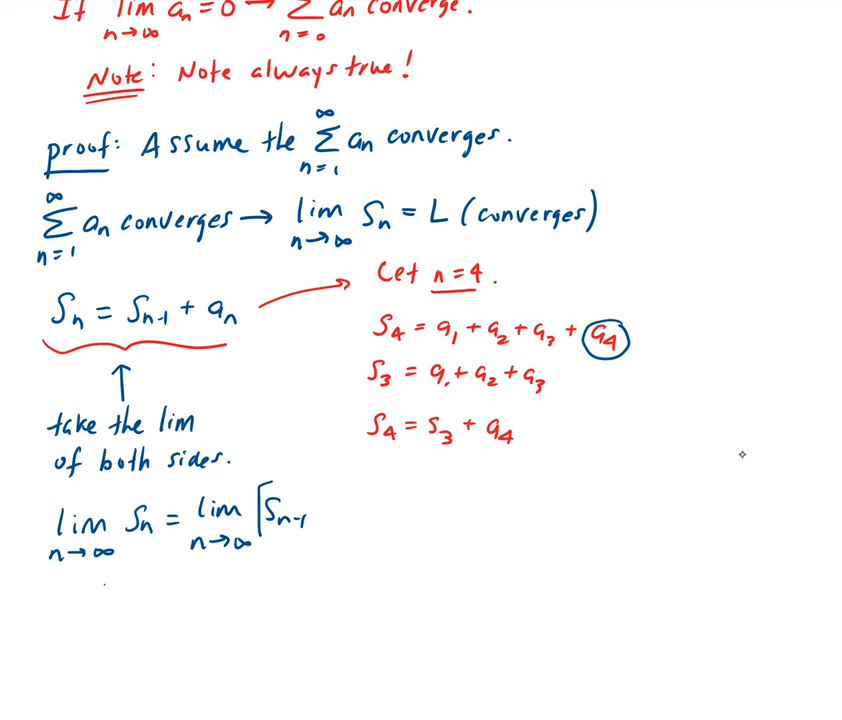 If lim n→∞ an = 0 → ∞ Σ n=0 an converge.
Note: Note always true!
proof: Assume the ∞ Σ n=1 an converges.
∞ Σ n=1 an converges → lim n→∞ Sn = L (converges)
Let n = 4.
Sn = Sn-1 + an
S4 = a1 + a2 + a3 + a4
S3 = a1 + a2 + a3
S4 = S3 + a4
take the lim
of both sides.
lim n→∞ Sn = lim n→∞ [Sn-1